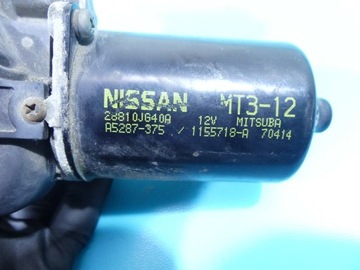 NISSAN MT3-12
28810JG40A 12V MITSUBA
A5287-375 / 1155718-A 70414